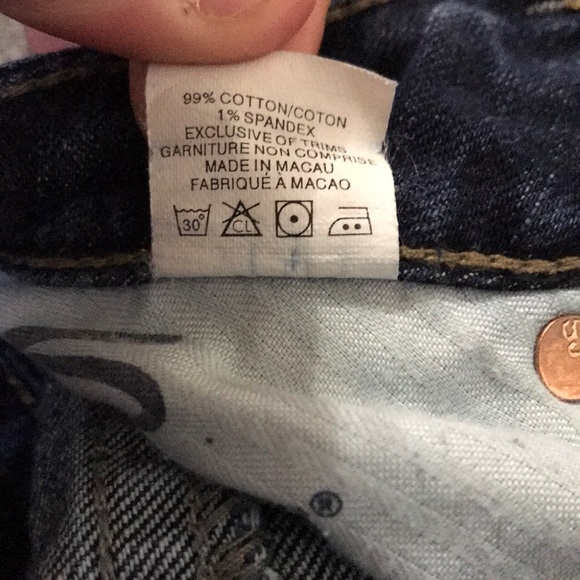 99% COTTON/COTON
1% SPANDEX
EXCLUSIVE OF TRIMS
GARNITURE NON COMPRISE
MADE IN MACAU
FABRIQUÉ À MACAO
30° CL
®